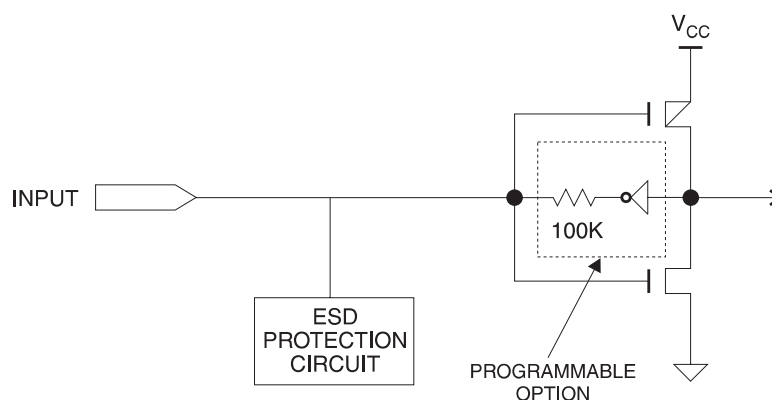 V_CC
INPUT
100K
ESD
PROTECTION
CIRCUIT
PROGRAMMABLE
OPTION